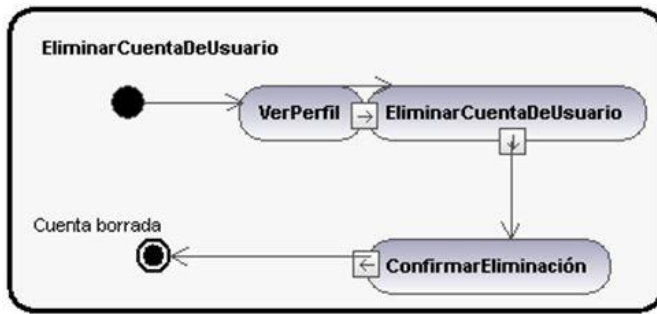 EliminarCuentaDeUsuario
VerPerfil
EliminarCuentaDeUsuario
Cuenta borrada
ConfirmarEliminación